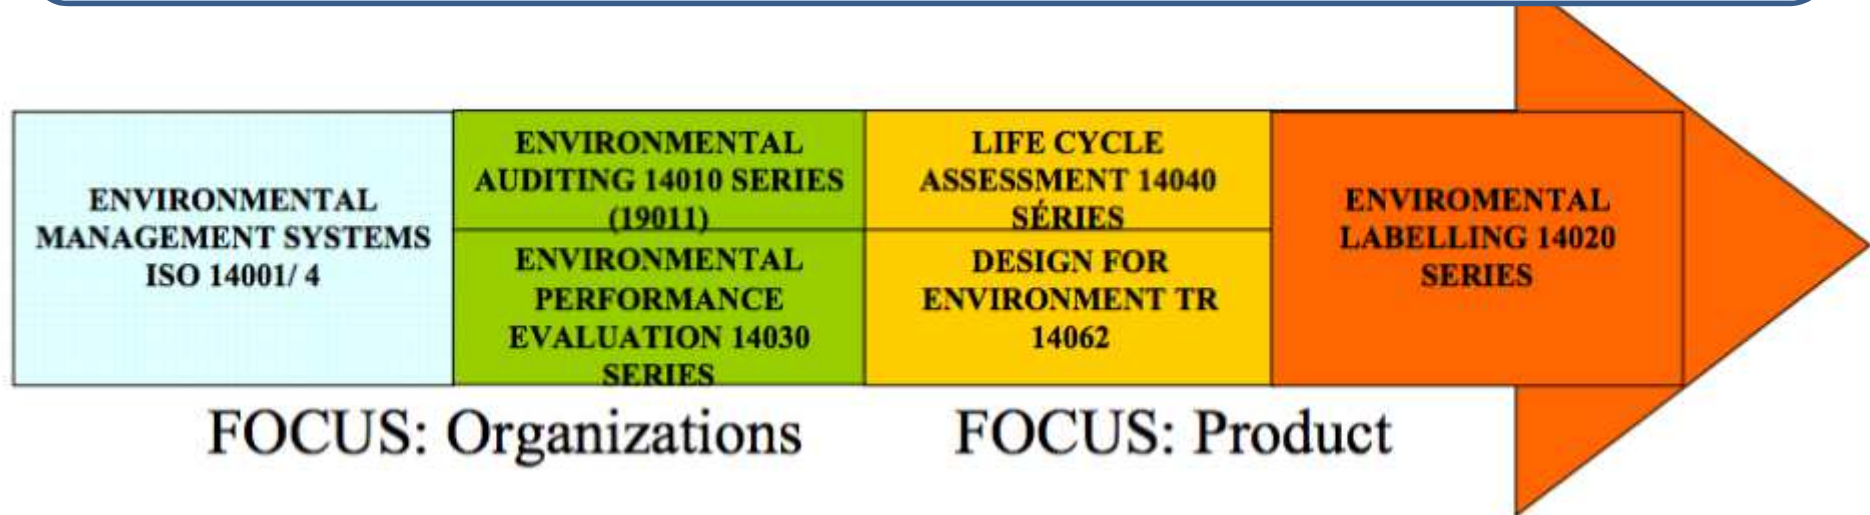 ENVIRONMENTAL
MANAGEMENT SYSTEMS
ISO 14001/ 4
ENVIRONMENTAL
AUDITING 14010 SERIES
(19011)
ENVIRONMENTAL
PERFORMANCE
EVALUATION 14030
SERIES
LIFE CYCLE
ASSESSMENT 14040
SÉRIES
DESIGN FOR
ENVIRONMENT TR
14062
ENVIROMENTAL
LABELLING 14020
SERIES
FOCUS: Organizations
FOCUS: Product